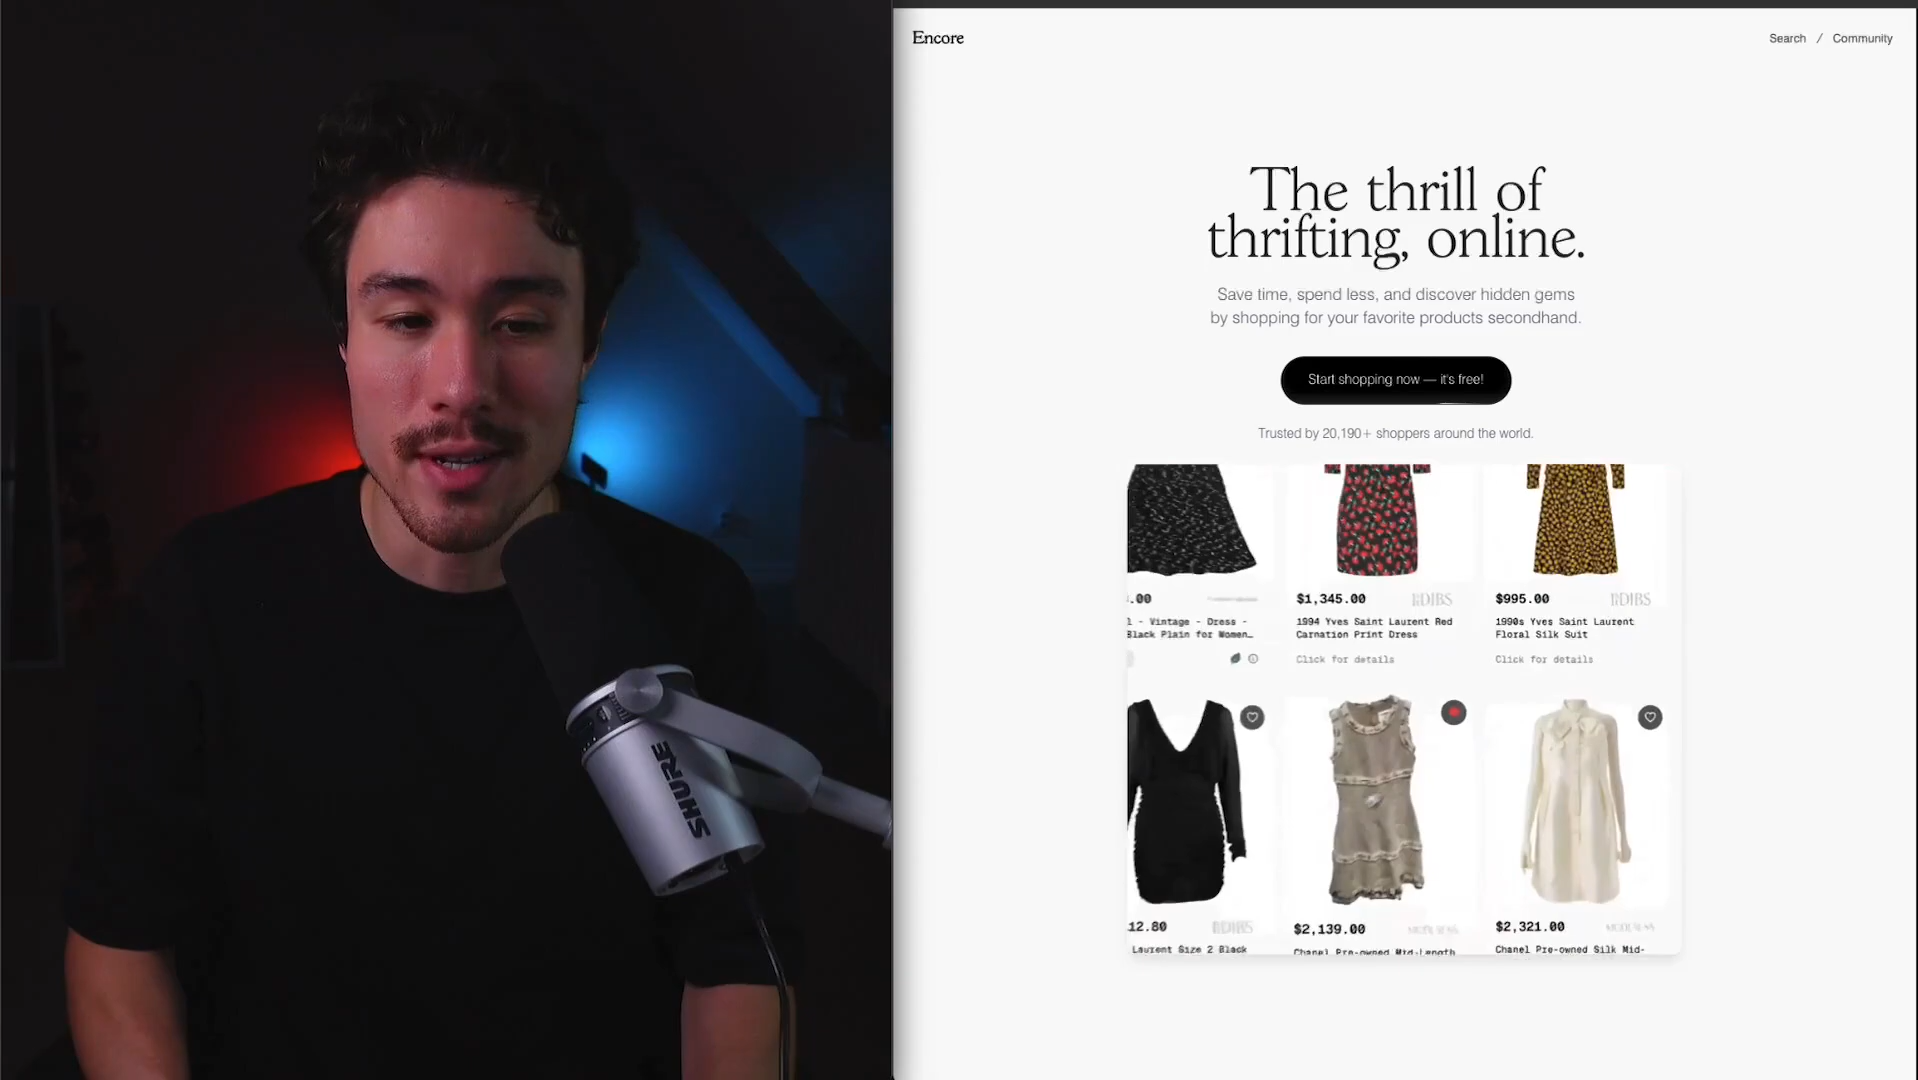 Encore
Search / Community
The thrill of
thrifting, online.
Save time, spend less, and discover hidden gems
by shopping for your favorite products secondhand.
Start shopping now — it's free!
Trusted by 20,190+ shoppers around the world.
.00
$1,345.00
$995.00
l - Vintage - Dress -
Black Plain for Women…
1994 Yves Saint Laurent Red
Carnation Print Dress
1990s Yves Saint Laurent
Floral Silk Suit
Click for details
Click for details
12.80
$2,139.00
$2,321.00
Laurent Size 2 Black
Chanel Pre-owned Mid-Length
Chanel Pre-owned Silk Mid-
SHURE